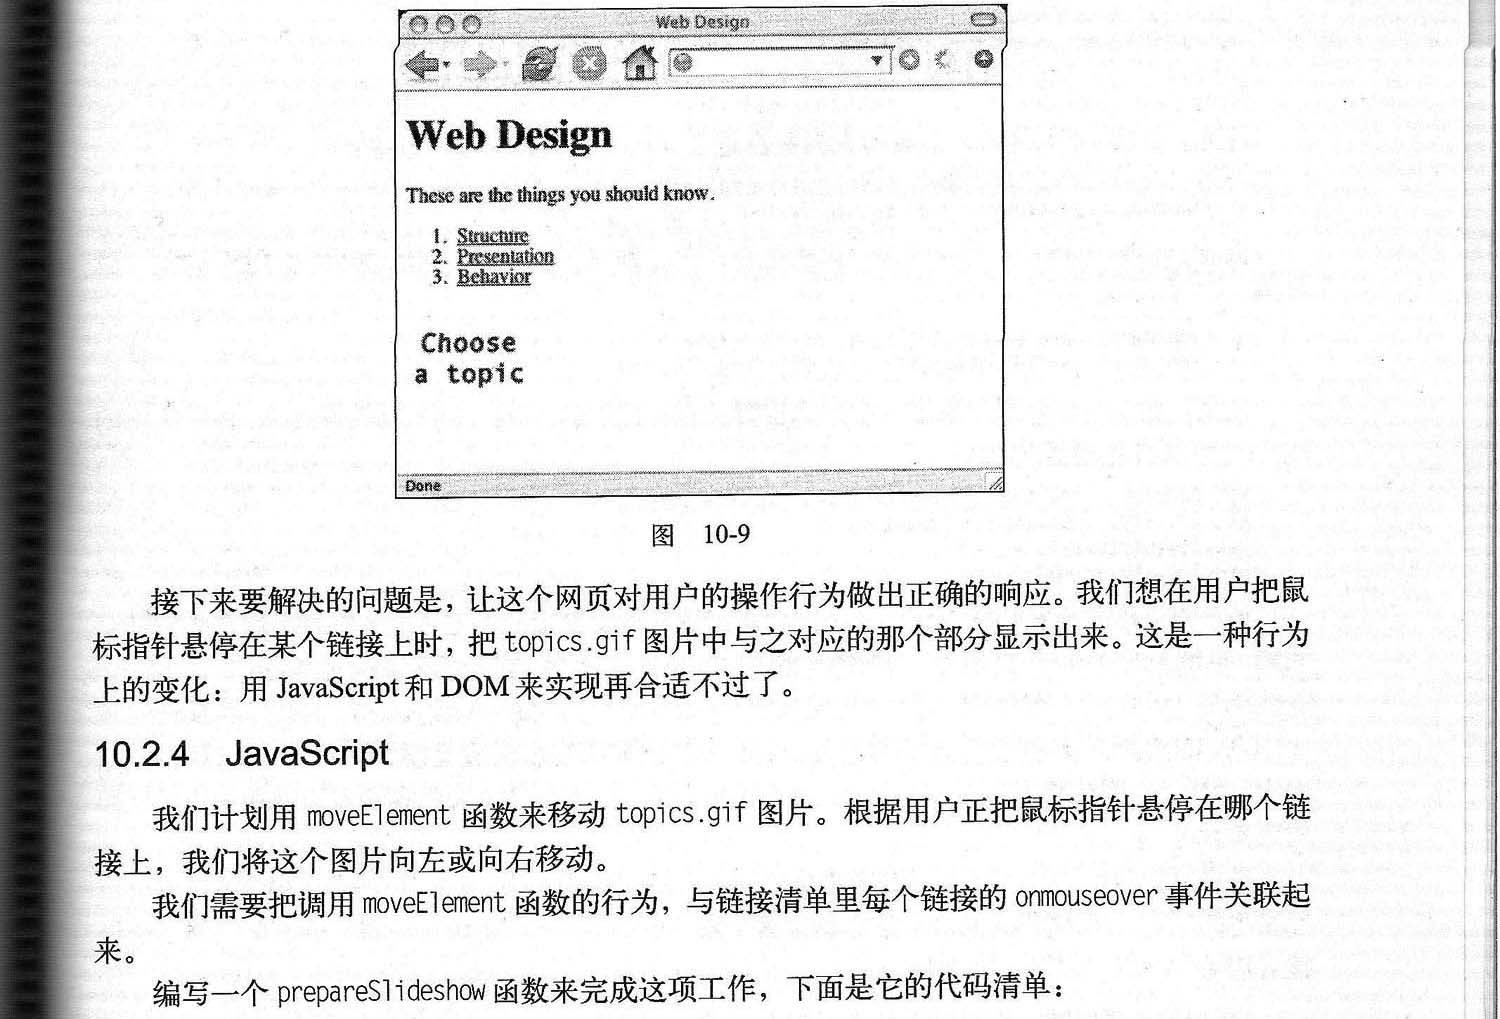 Web Design
Web Design
These are the things you should know.
1. Structure
2. Presentation
3. Behavior
Choose
a topic
Done
图 10-9
接下来要解决的问题是，让这个网页对用户的操作行为做出正确的响应。我们想在用户把鼠
标指针悬停在某个链接上时，把 topics.gif 图片中与之对应的那个部分显示出来。这是一种行为
上的变化：用 JavaScript 和 DOM 来实现再合适不过了。
10.2.4 JavaScript
我们计划用 moveElement 函数来移动 topics.gif 图片。根据用户正把鼠标指针悬停在哪个链
接上，我们将这个图片向左或向右移动。
我们需要把调用 moveElement 函数的行为，与链接清单里每个链接的 onmouseover 事件关联起
来。
编写一个 prepareSlideshow 函数来完成这项工作，下面是它的代码清单：